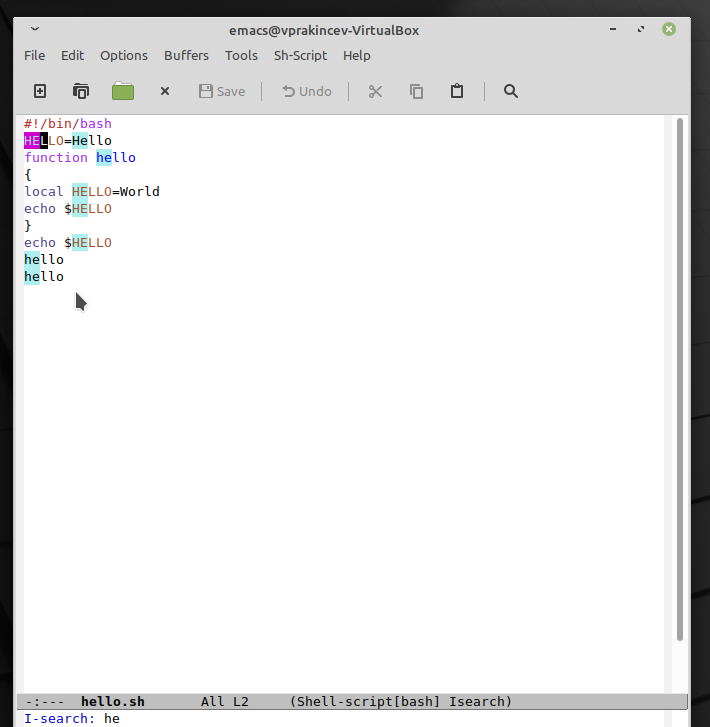 emacs@vprakincev-VirtualBox
File Edit Options Buffers Tools Sh-Script Help
Save Undo
#!/bin/bash
HELLO=Hello
function hello
{
local HELLO=World
echo $HELLO
}
echo $HELLO
hello
hello
-:--- hello.sh All L2 (Shell-script[bash] Isearch)
I-search: he